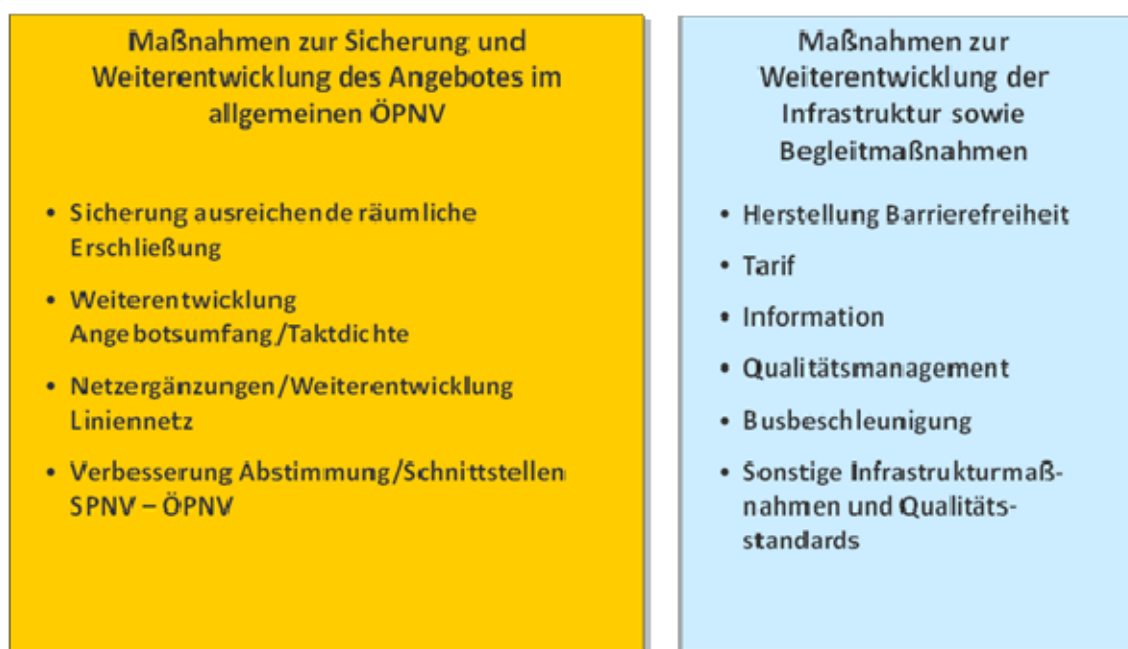 Maßnahmen zur Sicherung und
Weiterentwicklung des Angebotes im
allgemeinen ÖPNV
• Sicherung ausreichende räumliche
Erschließung
• Weiterentwicklung
Angebotsumfang/Taktdichte
• Netzergänzungen/Weiterentwicklung
Liniennetz
• Verbesserung Abstimmung/Schnittstellen
SPNV – ÖPNV
Maßnahmen zur
Weiterentwicklung der
Infrastruktur sowie
Begleitmaßnahmen
• Herstellung Barrierefreiheit
• Tarif
• Information
• Qualitätsmanagement
• Busbeschleunigung
• Sonstige Infrastrukturmaß-
nahmen und Qualitäts-
standards